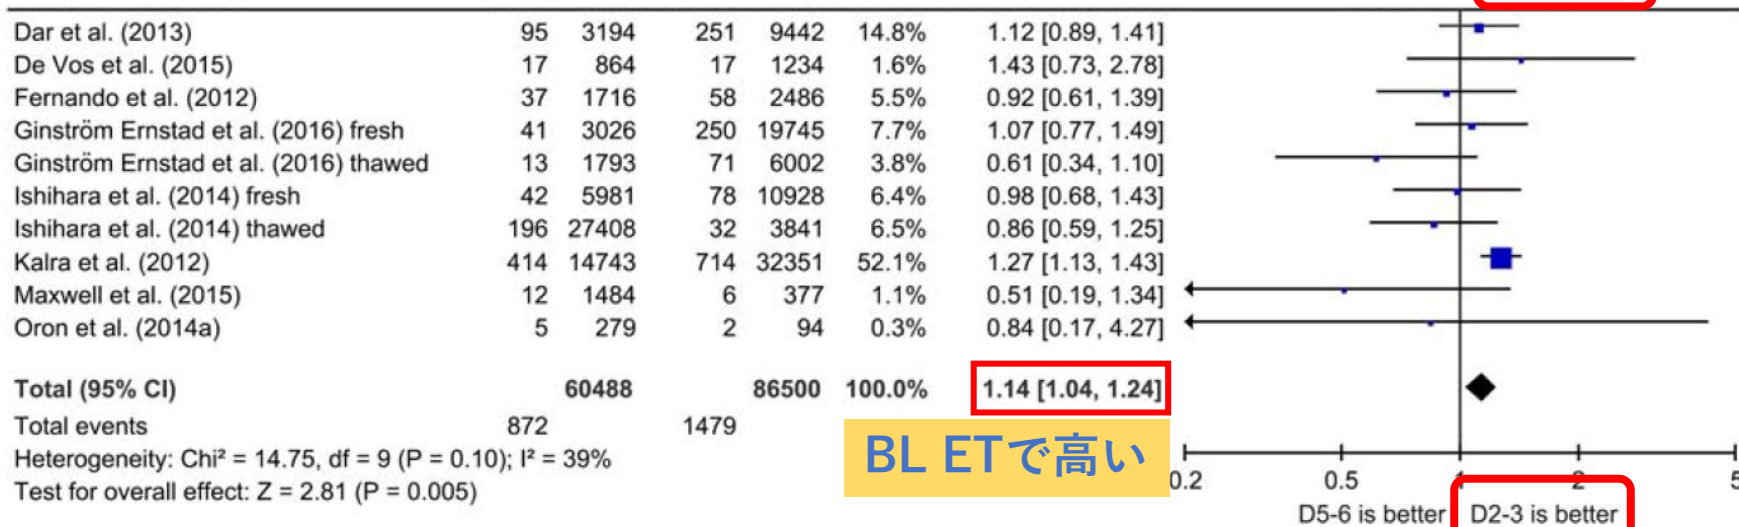 Dar et al. (2013) 95 3194 251 9442 14.8% 1.12 [0.89, 1.41]
De Vos et al. (2015) 17 864 17 1234 1.6% 1.43 [0.73, 2.78]
Fernando et al. (2012) 37 1716 58 2486 5.5% 0.92 [0.61, 1.39]
Ginström Ernstad et al. (2016) fresh 41 3026 250 19745 7.7% 1.07 [0.77, 1.49]
Ginström Ernstad et al. (2016) thawed 13 1793 71 6002 3.8% 0.61 [0.34, 1.10]
Ishihara et al. (2014) fresh 42 5981 78 10928 6.4% 0.98 [0.68, 1.43]
Ishihara et al. (2014) thawed 196 27408 32 3841 6.5% 0.86 [0.59, 1.25]
Kalra et al. (2012) 414 14743 714 32351 52.1% 1.27 [1.13, 1.43]
Maxwell et al. (2015) 12 1484 6 377 1.1% 0.51 [0.19, 1.34]
Oron et al. (2014a) 5 279 2 94 0.3% 0.84 [0.17, 4.27]
Total (95% CI) 60488 86500 100.0% 1.14 [1.04, 1.24]
Total events 872 1479
BL ETで高い
Heterogeneity: Chi² = 14.75, df = 9 (P = 0.10); I² = 39%
Test for overall effect: Z = 2.81 (P = 0.005)
0.2 0.5 1 2 5
D5-6 is better D2-3 is better